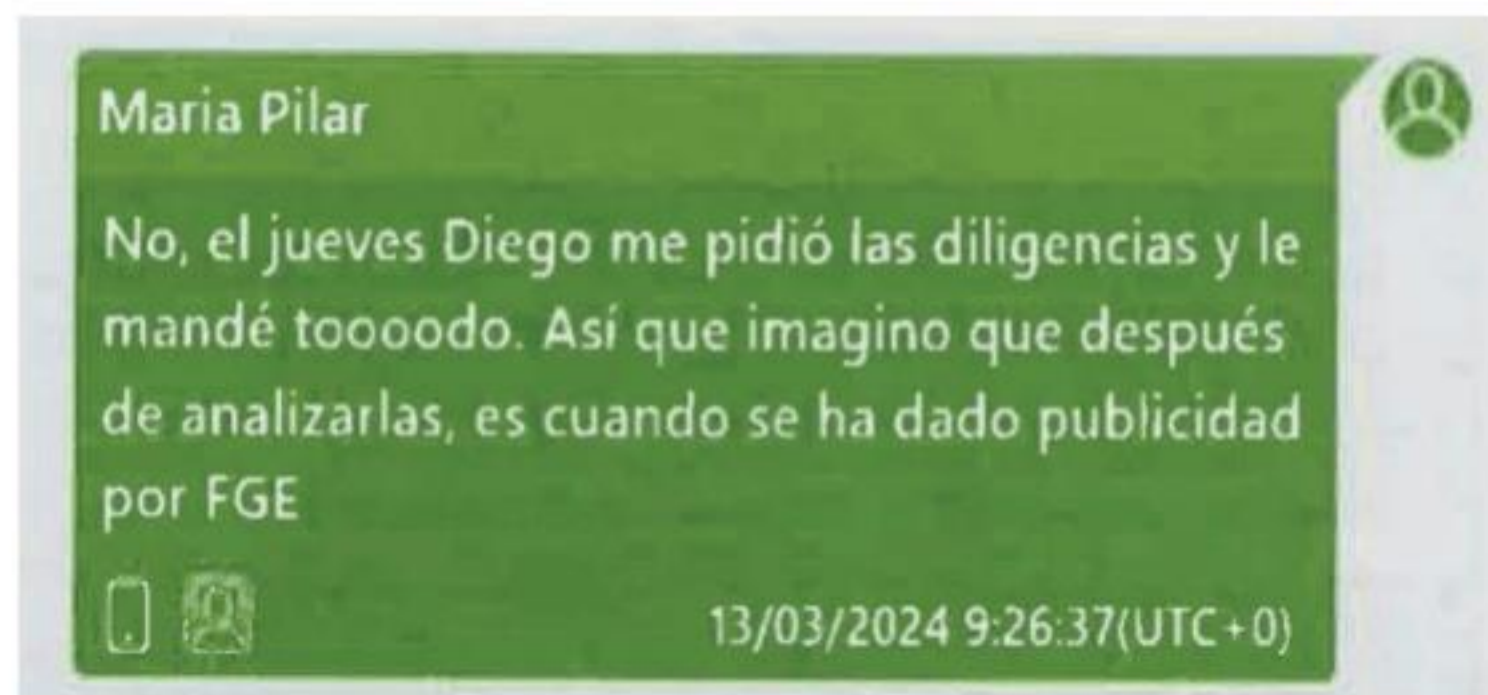 Maria Pilar
No, el jueves Diego me pidió las diligencias y le
mandé toooodo. Así que imagino que después
de analizarlas, es cuando se ha dado publicidad
por FGE
13/03/2024 9:26:37(UTC+0)